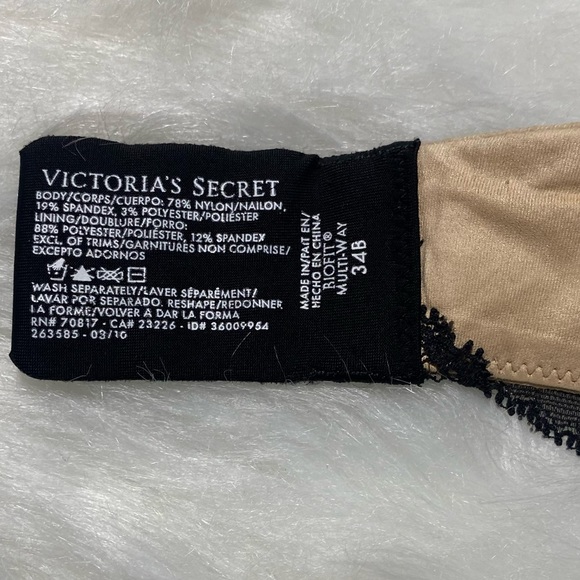 VICTORIA'S SECRET
BODY/CORPS/CUERPO: 78% NYLON/NAILON,
19% SPANDEX, 3% POLYESTER/POLIÉSTER
LINING/DOUBLURE/FORRO:
88% POLYESTER/POLIÉSTER, 12% SPANDEX
EXCL. OF TRIMS/GARNITURES NON COMPRISE/
EXCEPTO ADORNOS
WASH SEPARATELY/LAVER SÉPARÉMENT/
LAVAR POR SEPARADO. RESHAPE/REDONNER
LA FORME/VOLVER A DAR LA FORMA
RN# 70817 - CA# 23226 - ID# 36009954
263585 - 03/10
MADE IN/FAIT EN/
HECHO EN CHINA
BIOFIT®
MULTI-WAY
34B